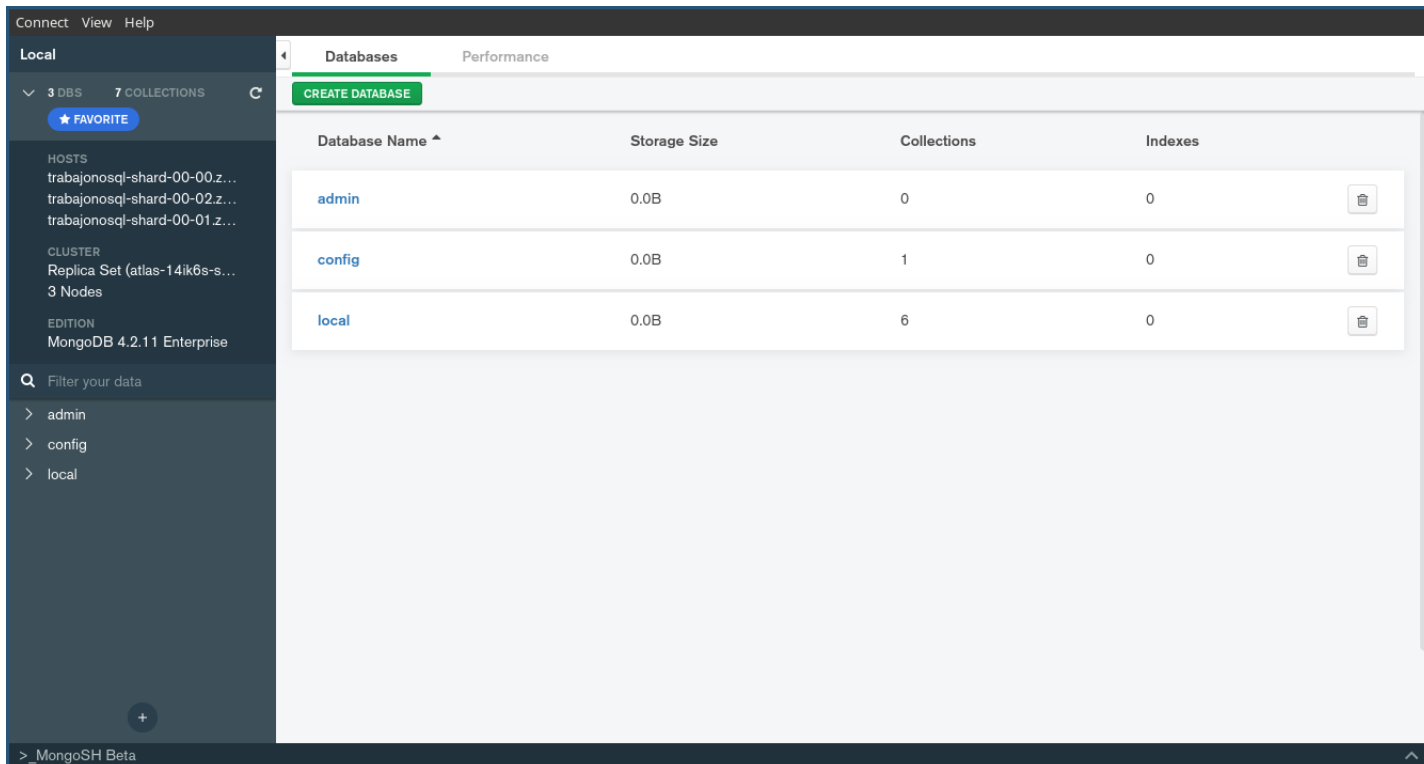 Connect View Help
Local
3 DBS 7 COLLECTIONS
FAVORITE
HOSTS
trabajonosql-shard-00-00.z...
trabajonosql-shard-00-02.z...
trabajonosql-shard-00-01.z...
CLUSTER
Replica Set (atlas-14ik6s-s...
3 Nodes
EDITION
MongoDB 4.2.11 Enterprise
Filter your data
admin
config
local
>_MongoSH Beta
Databases Performance
CREATE DATABASE
Database Name Storage Size Collections Indexes
admin 0.0B 0 0
config 0.0B 1 0
local 0.0B 6 0